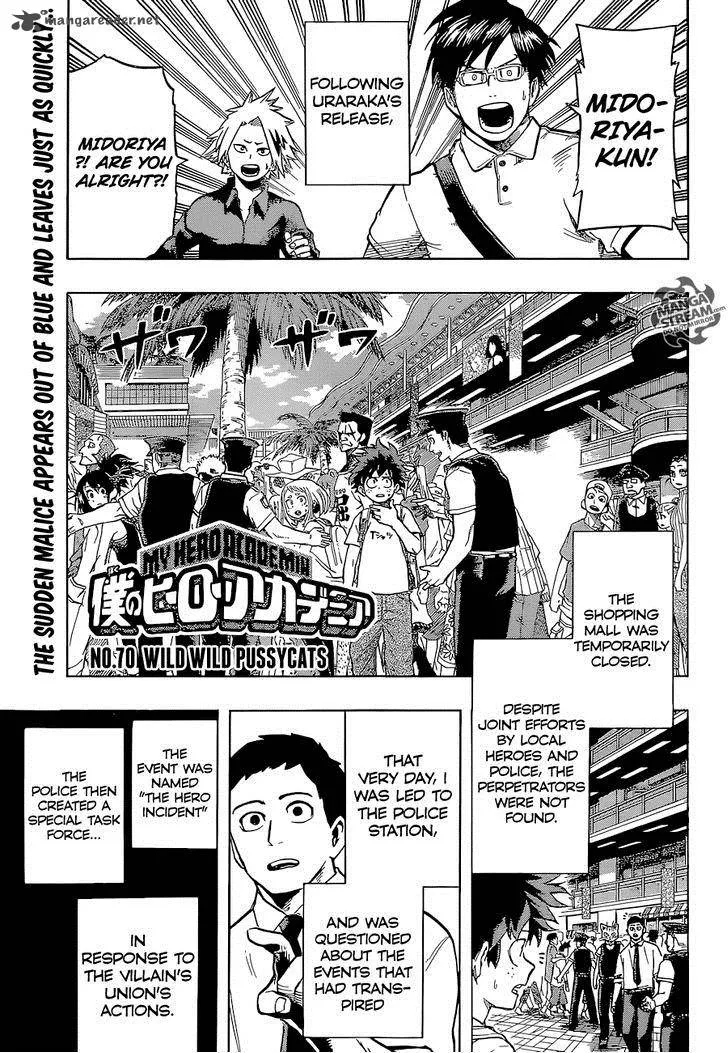 mangareader.net
THE SUDDEN MALICE APPEARS OUT OF BLUE AND LEAVES JUST AS QUICKLY...
MIDO-
RIYA-
KUN!
FOLLOWING
URARAKA'S
RELEASE,
MIDORIYA
?! ARE YOU
ALRIGHT?!
MANGA
STREAM
.COM
ザワ
ザワ
MY HERO ACADEMIA
僕のヒーローアカデミア
NO.70 WILD WILD PUSSYCATS
THE
SHOPPING
MALL WAS
TEMPORARILY
CLOSED.
DESPITE
JOINT EFFORTS
BY LOCAL
HEROES AND
POLICE, THE
PERPETRATORS
WERE NOT
FOUND.
THAT
VERY DAY, I
WAS LED TO
THE POLICE
STATION,
AND WAS
QUESTIONED
ABOUT THE
EVENTS THAT
HAD TRANS-
PIRED
THE
EVENT WAS
NAMED
"THE HERO
INCIDENT"
THE
POLICE THEN
CREATED A
SPECIAL TASK
FORCE...
IN
RESPONSE TO
THE VILLAIN'S
UNION'S
ACTIONS.